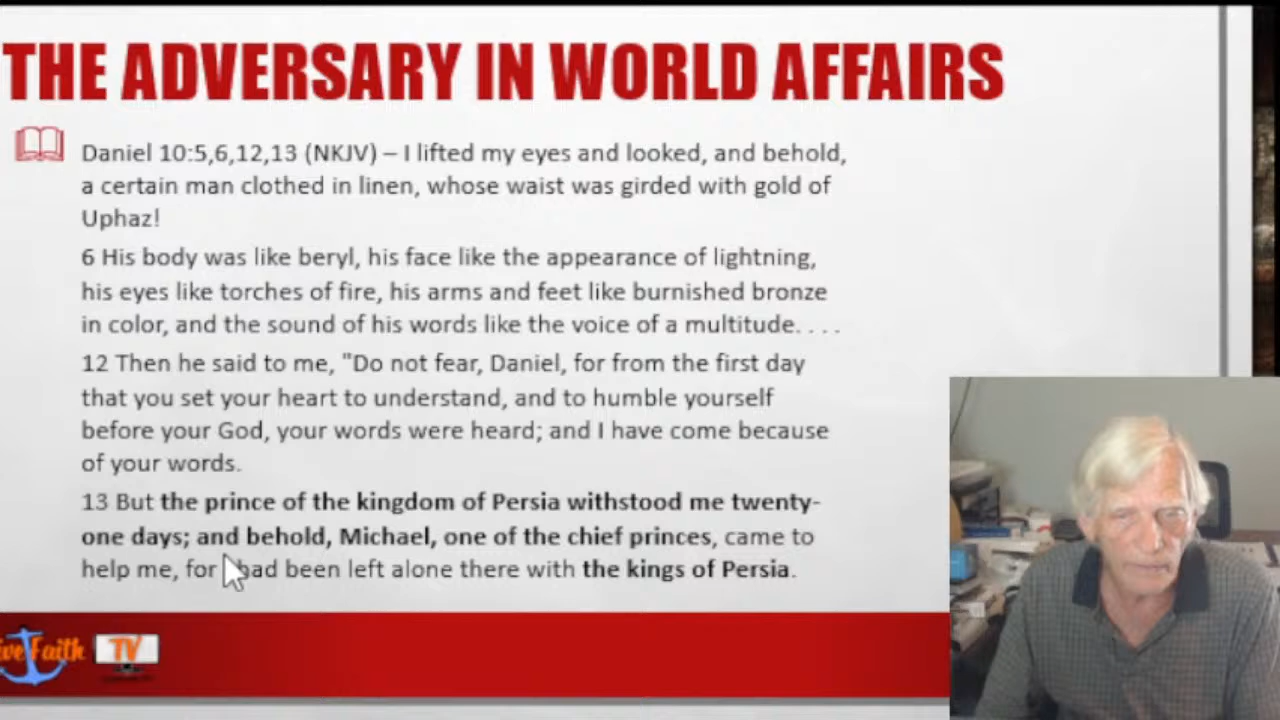 THE ADVERSARY IN WORLD AFFAIRS
Daniel 10:5,6,12,13 (NKJV) – I lifted my eyes and looked, and behold,
a certain man clothed in linen, whose waist was girded with gold of
Uphaz!
6 His body was like beryl, his face like the appearance of lightning,
his eyes like torches of fire, his arms and feet like burnished bronze
in color, and the sound of his words like the voice of a multitude. . . .
12 Then he said to me, "Do not fear, Daniel, for from the first day
that you set your heart to understand, and to humble yourself
before your God, your words were heard; and I have come because
of your words.
13 But the prince of the kingdom of Persia withstood me twenty-
one days; and behold, Michael, one of the chief princes, came to
help me, for had been left alone there with the kings of Persia.
ive Faith TV